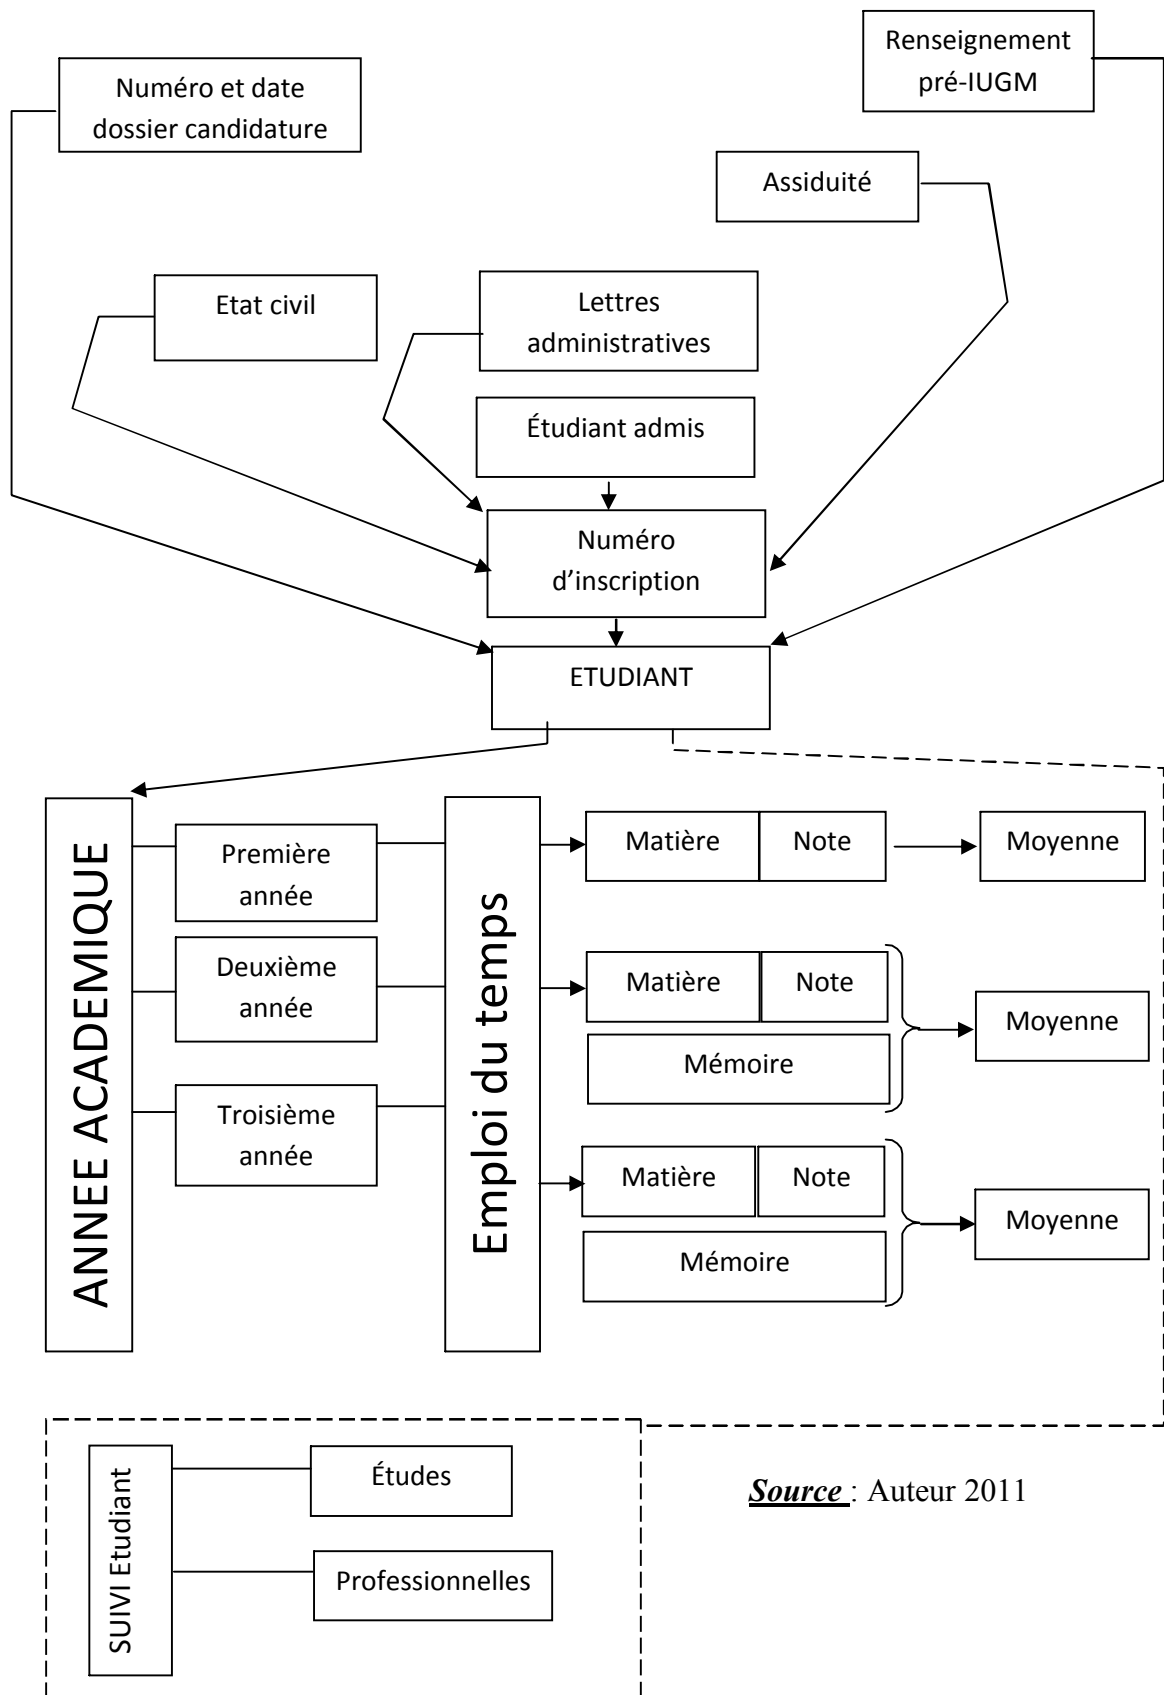 Renseignement
pré-IUGM
Numéro et date
dossier candidature
Assiduité
Etat civil
Lettres
administratives
Étudiant admis
Numéro
d’inscription
ETUDIANT
ANNEE ACADEMIQUE
Première
année
Deuxième
année
Troisième
année
Emploi du temps
Matière
Note
Moyenne
Matière
Note
Mémoire
Moyenne
Matière
Note
Mémoire
Moyenne
SUIVI Etudiant
Études
Professionnelles
Source : Auteur 2011